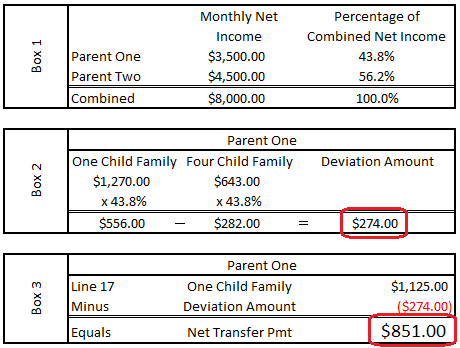 Box 1
Monthly Net Percentage of
Income Combined Net Income
Parent One $3,500.00 43.8%
Parent Two $4,500.00 56.2%
Combined $8,000.00 100.0%
Box 2
Parent One
One Child Family Four Child Family Deviation Amount
$1,270.00 $643.00
x 43.8% x 43.8%
$556.00 — $282.00 = $274.00
Box 3
Parent One
Line 17 One Child Family $1,125.00
Minus Deviation Amount ($274.00)
Equals Net Transfer Pmt $851.00